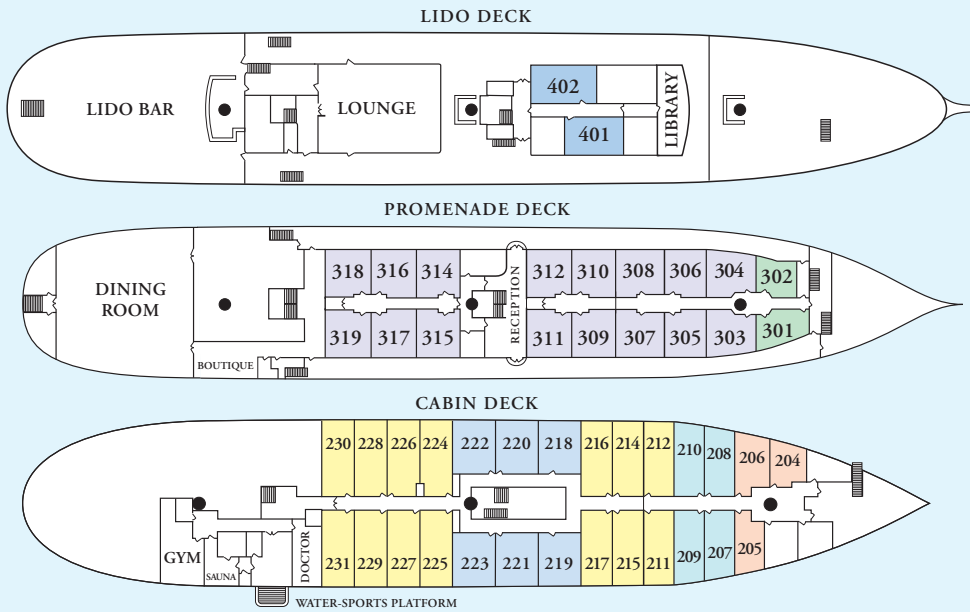 LIDO DECK
LIDO BAR
LOUNGE
402
401
LIBRARY
PROMENADE DECK
DINING
ROOM
BOUTIQUE
318 316 314
319 317 315
RECEPTION
312 310 308 306 304 302
311 309 307 305 303 301
CABIN DECK
230 228 226 224 222 220 218 216 214 212 210 208 206 204
GYM
SAUNA
DOCTOR
231 229 227 225 223 221 219 217 215 211 209 207 205
WATER-SPORTS PLATFORM